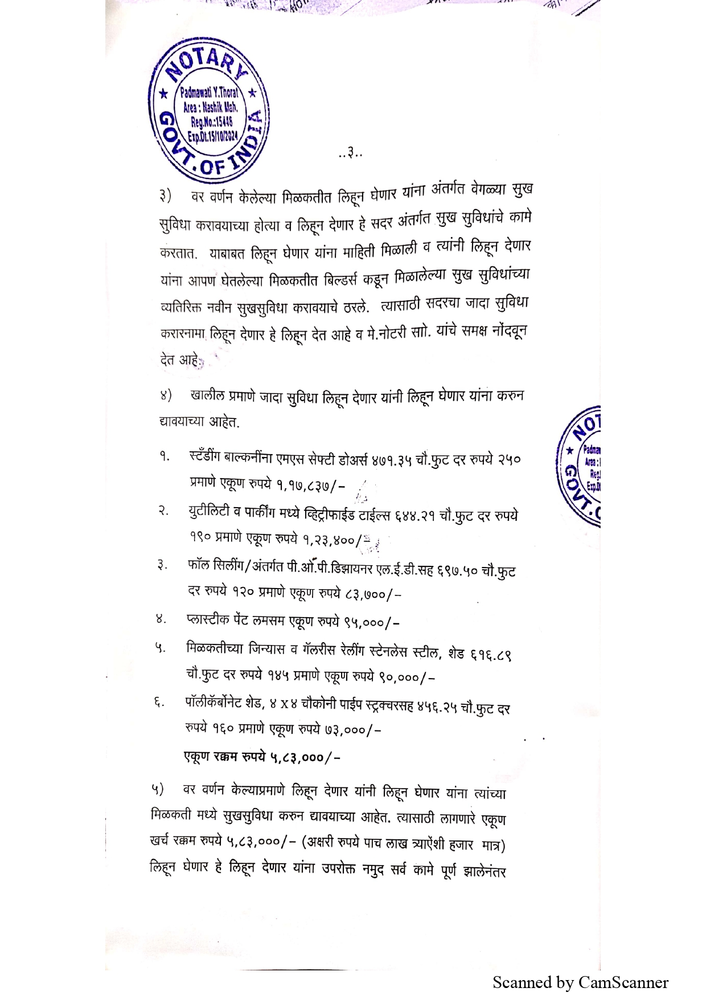 NOTARY
Padmawati Y.Thorat
Area : Nashik Mah.
Reg.No.:15448
Exp.Dt.15/10/2024
GOVT. OF INDIA
..३..
३) वर वर्णन केलेल्या मिळकतीत लिहून घेणार यांना अंतर्गत वेगळ्या सुख
सुविधा करावयाच्या होत्या व लिहून देणार हे सदर अंतर्गत सुख सुविधांचे कामे
करतात. याबाबत लिहून घेणार यांना माहिती मिळाली व त्यांनी लिहून देणार
यांना आपण घेतलेल्या मिळकतीत बिल्डर्स कडून मिळालेल्या सुख सुविधांच्या
व्यतिरिक्त नवीन सुखसुविधा करावयाचे ठरले. त्यासाठी सदरचा जादा सुविधा
करारनामा लिहून देणार हे लिहून देत आहे व मे.नोटरी साो. यांचे समक्ष नोंदवून
देत आहे.
४) खालील प्रमाणे जादा सुविधा लिहून देणार यांनी लिहून घेणार यांना करुन
द्यावयाच्या आहेत.
NOT
Padma
Area :
Reg.
Exp.D
GOVT. O
१. स्टँडींग बाल्कनींना एमएस सेफ्टी डोअर्स ४७१.३५ चौ.फुट दर रुपये २५०
प्रमाणे एकूण रुपये १,१७,८३७/-
२. युटीलिटी व पार्कींग मध्ये व्हिट्रीफाईड टाईल्स ६४४.२१ चौ.फुट दर रुपये
१९० प्रमाणे एकूण रुपये १,२३,४००/-
३. फॉल सिलींग/अंतर्गत पी.ओ.पी.डिझायनर एल.ई.डी.सह ६९७.५० चौ.फुट
दर रुपये १२० प्रमाणे एकूण रुपये ८३,७००/-
४. प्लास्टीक पेंट लमसम एकूण रुपये ९५,०००/-
५. मिळकतीच्या जिन्यास व गॅलरीस रेलींग स्टेनलेस स्टील, शेड ६१६.८९
चौ.फुट दर रुपये १४५ प्रमाणे एकूण रुपये ९०,०००/-
६. पॉलीकॅर्बोनेट शेड, ४ X ४ चौकोनी पाईप स्ट्रक्चरसह ४५६.२५ चौ.फुट दर
रुपये १६० प्रमाणे एकूण रुपये ७३,०००/-
एकूण रक्कम रुपये ५,८३,०००/-
५) वर वर्णन केल्याप्रमाणे लिहून देणार यांनी लिहून घेणार यांना त्यांच्या
मिळकती मध्ये सुखसुविधा करुन द्यावयाच्या आहेत. त्यासाठी लागणारे एकूण
खर्च रक्कम रुपये ५,८३,०००/- (अक्षरी रुपये पाच लाख त्र्याऐंशी हजार मात्र)
लिहून घेणार हे लिहून देणार यांना उपरोक्त नमुद सर्व कामे पूर्ण झालेनंतर
Scanned by CamScanner